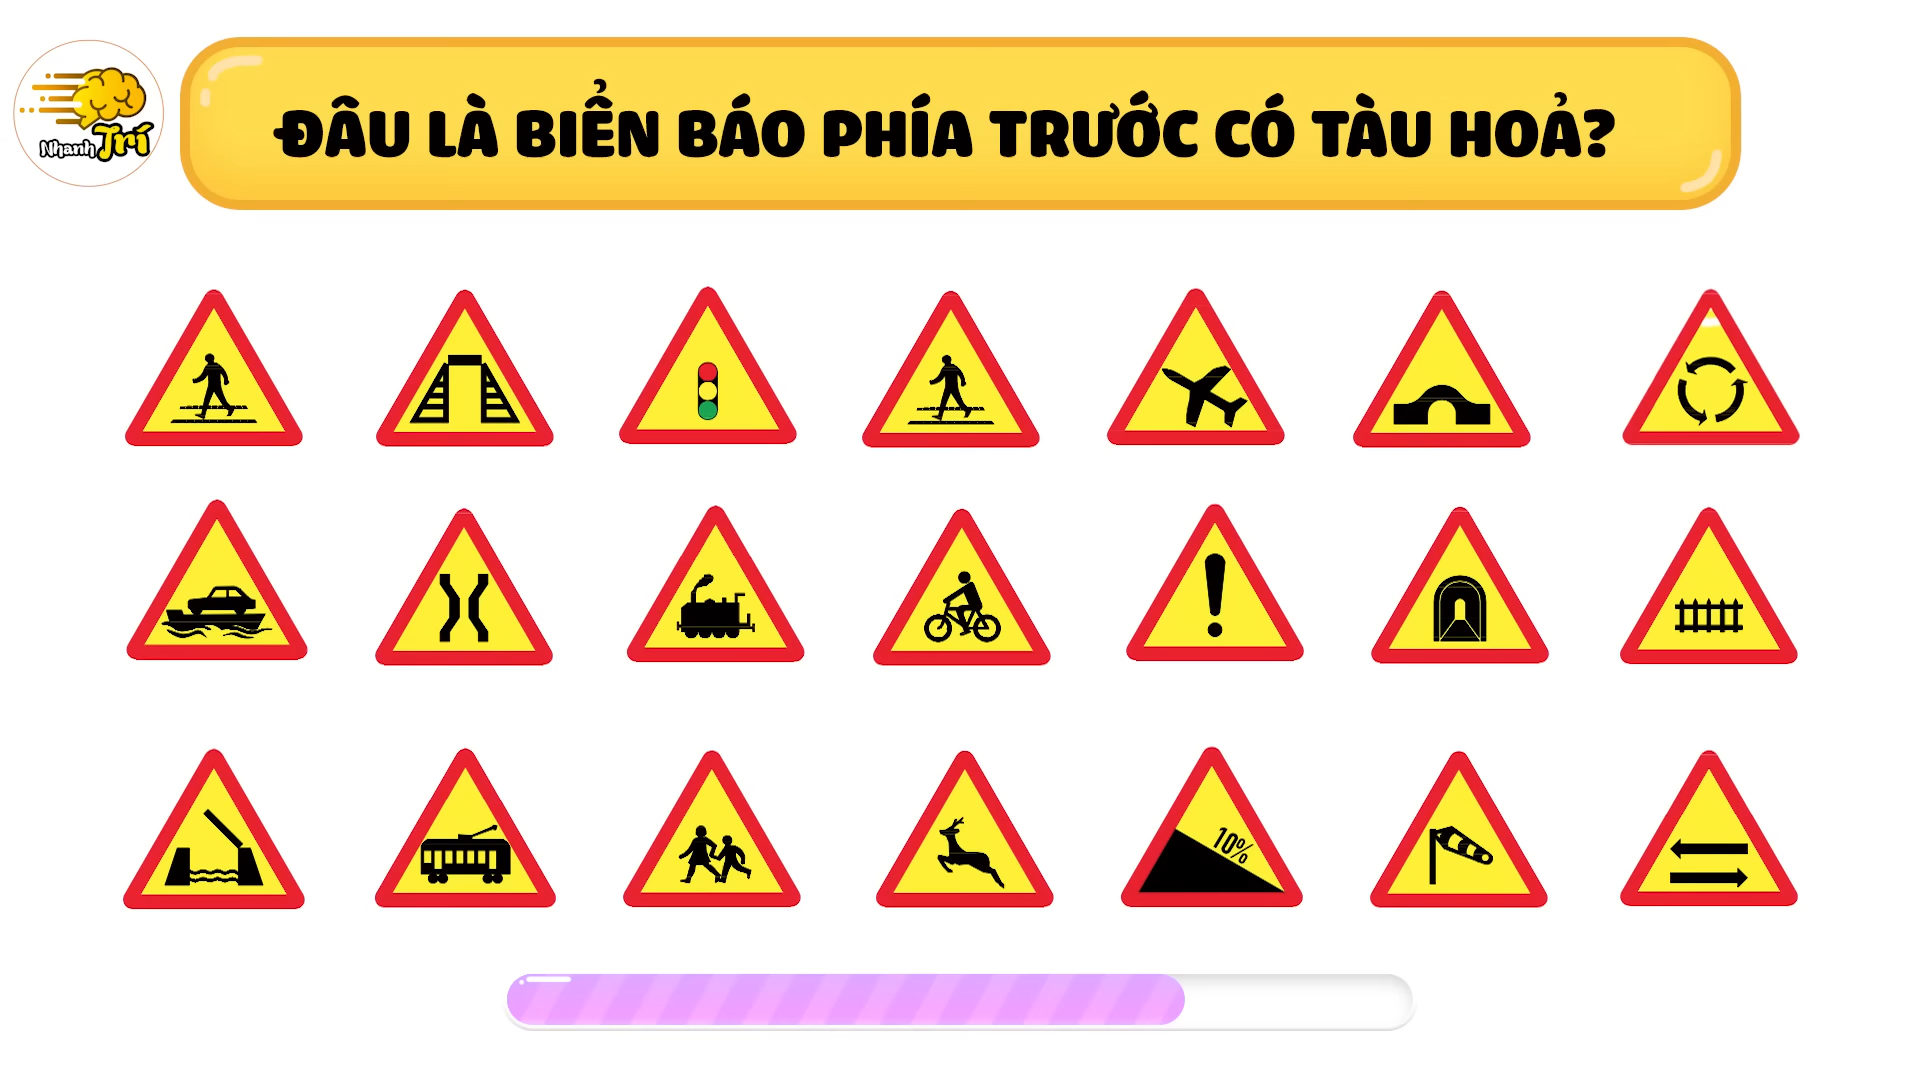 Nhanh Trí
ĐÂU LÀ BIỂN BÁO PHÍA TRƯỚC CÓ TÀU HOẢ?
10%